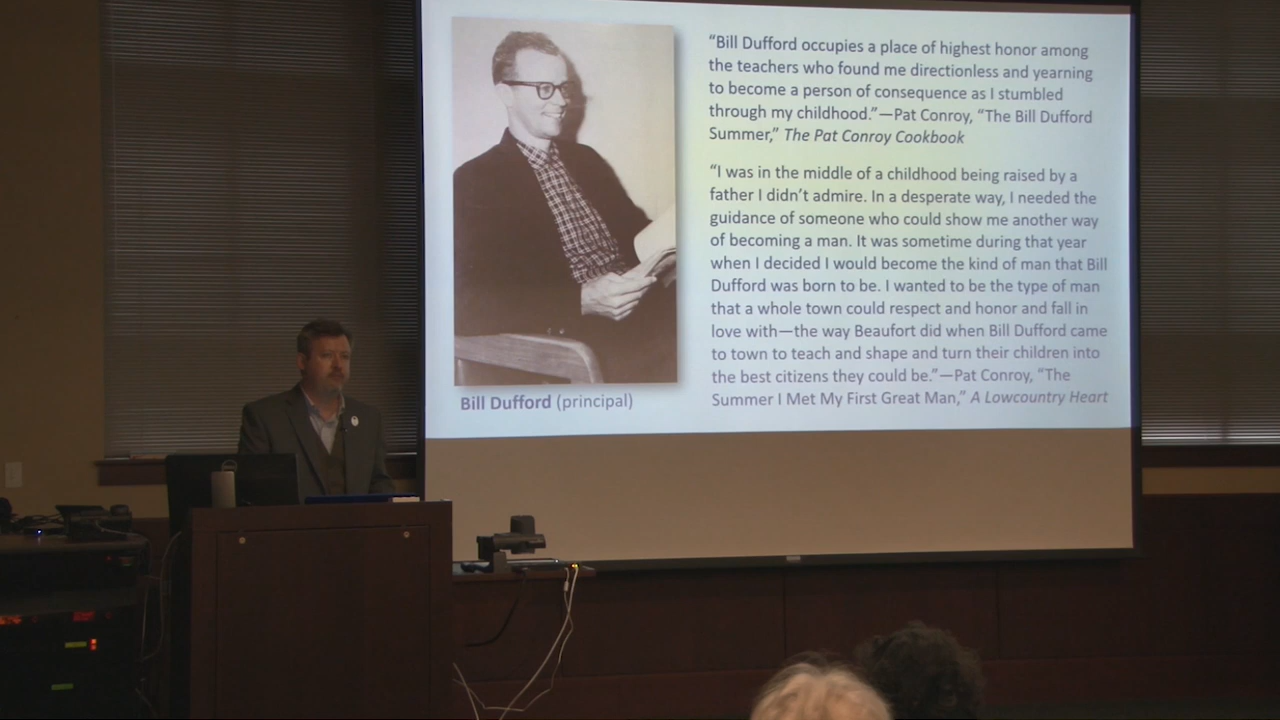 “Bill Dufford occupies a place of highest honor among
the teachers who found me directionless and yearning
to become a person of consequence as I stumbled
through my childhood.”—Pat Conroy, “The Bill Dufford
Summer,” The Pat Conroy Cookbook
“I was in the middle of a childhood being raised by a
father I didn’t admire. In a desperate way, I needed the
guidance of someone who could show me another way
of becoming a man. It was sometime during that year
when I decided I would become the kind of man that Bill
Dufford was born to be. I wanted to be the type of man
that a whole town could respect and honor and fall in
love with—the way Beaufort did when Bill Dufford came
to town to teach and shape and turn their children into
the best citizens they could be.”—Pat Conroy, “The
Summer I Met My First Great Man,” A Lowcountry Heart
Bill Dufford (principal)